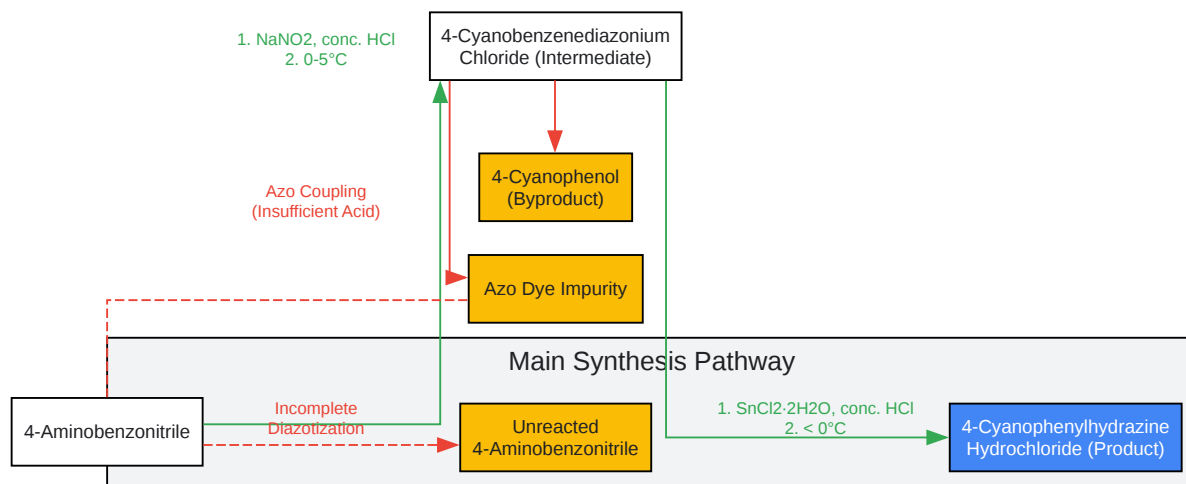 1. NaNO2, conc. HCl
2. 0-5°C
4-Cyanobenzenediazonium
Chloride (Intermediate)
4-Cyanophenol
(Byproduct)
Azo Coupling
(Insufficient Acid)
Azo Dye Impurity
Main Synthesis Pathway
4-Aminobenzonitrile
Incomplete
Diazotization
Unreacted
4-Aminobenzonitrile
1. SnCl2·2H2O, conc. HCl
2. < 0°C
4-Cyanophenylhydrazine
Hydrochloride (Product)